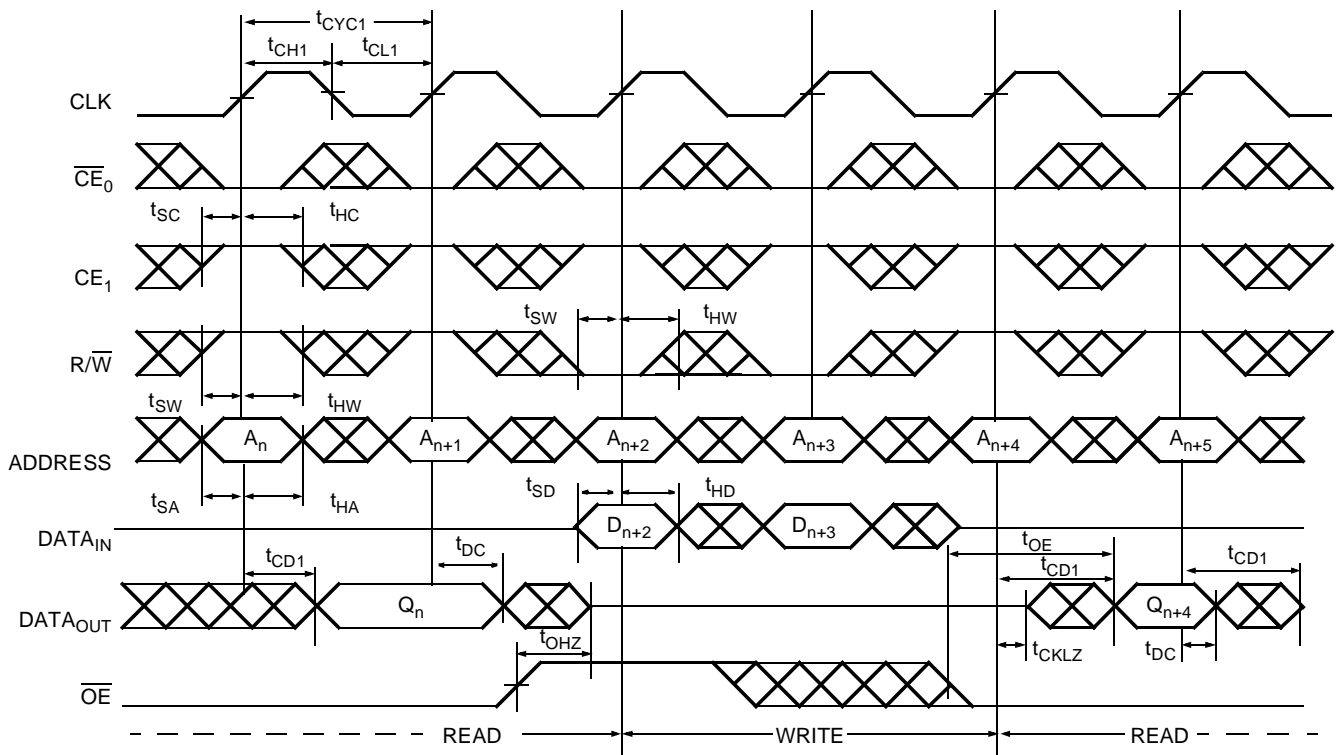 tCYC1
tCH1 tCL1
CLK
CE0
tSC tHC
CE1
tSW tHW
R/W
tSW tHW
An An+1 An+2 An+3 An+4 An+5
ADDRESS
tSA tHA tSD tHD
DATAIN Dn+2 Dn+3
tOE
tCD1 tDC tCD1 tCD1
DATAOUT Qn Qn+4
tOHZ tCKLZ tDC
OE
READ WRITE READ